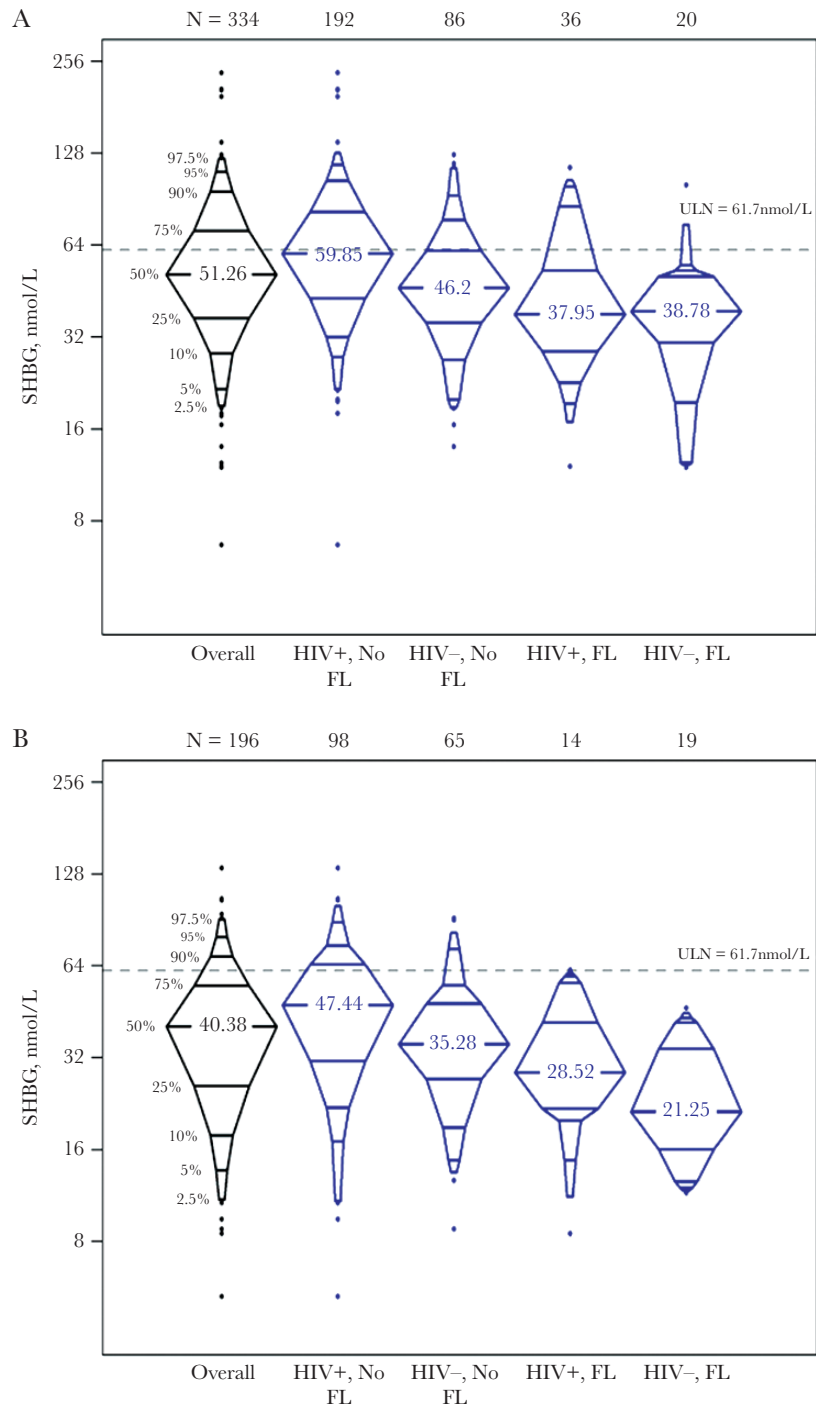 A
N = 334 192 86 36 20
256
128
64
32
16
8
SHBG, nmol/L
97.5%
95%
90%
75%
50%
25%
10%
5%
2.5%
51.26 59.85 46.2 37.95 38.78
ULN = 61.7nmol/L
Overall HIV+, No HIV–, No HIV+, FL HIV–, FL
FL FL
B
N = 196 98 65 14 19
256
128
64
32
16
8
SHBG, nmol/L
97.5%
95%
90%
75%
50%
25%
10%
5%
2.5%
40.38 47.44 35.28 28.52 21.25
ULN = 61.7nmol/L
Overall HIV+, No HIV–, No HIV+, FL HIV–, FL
FL FL